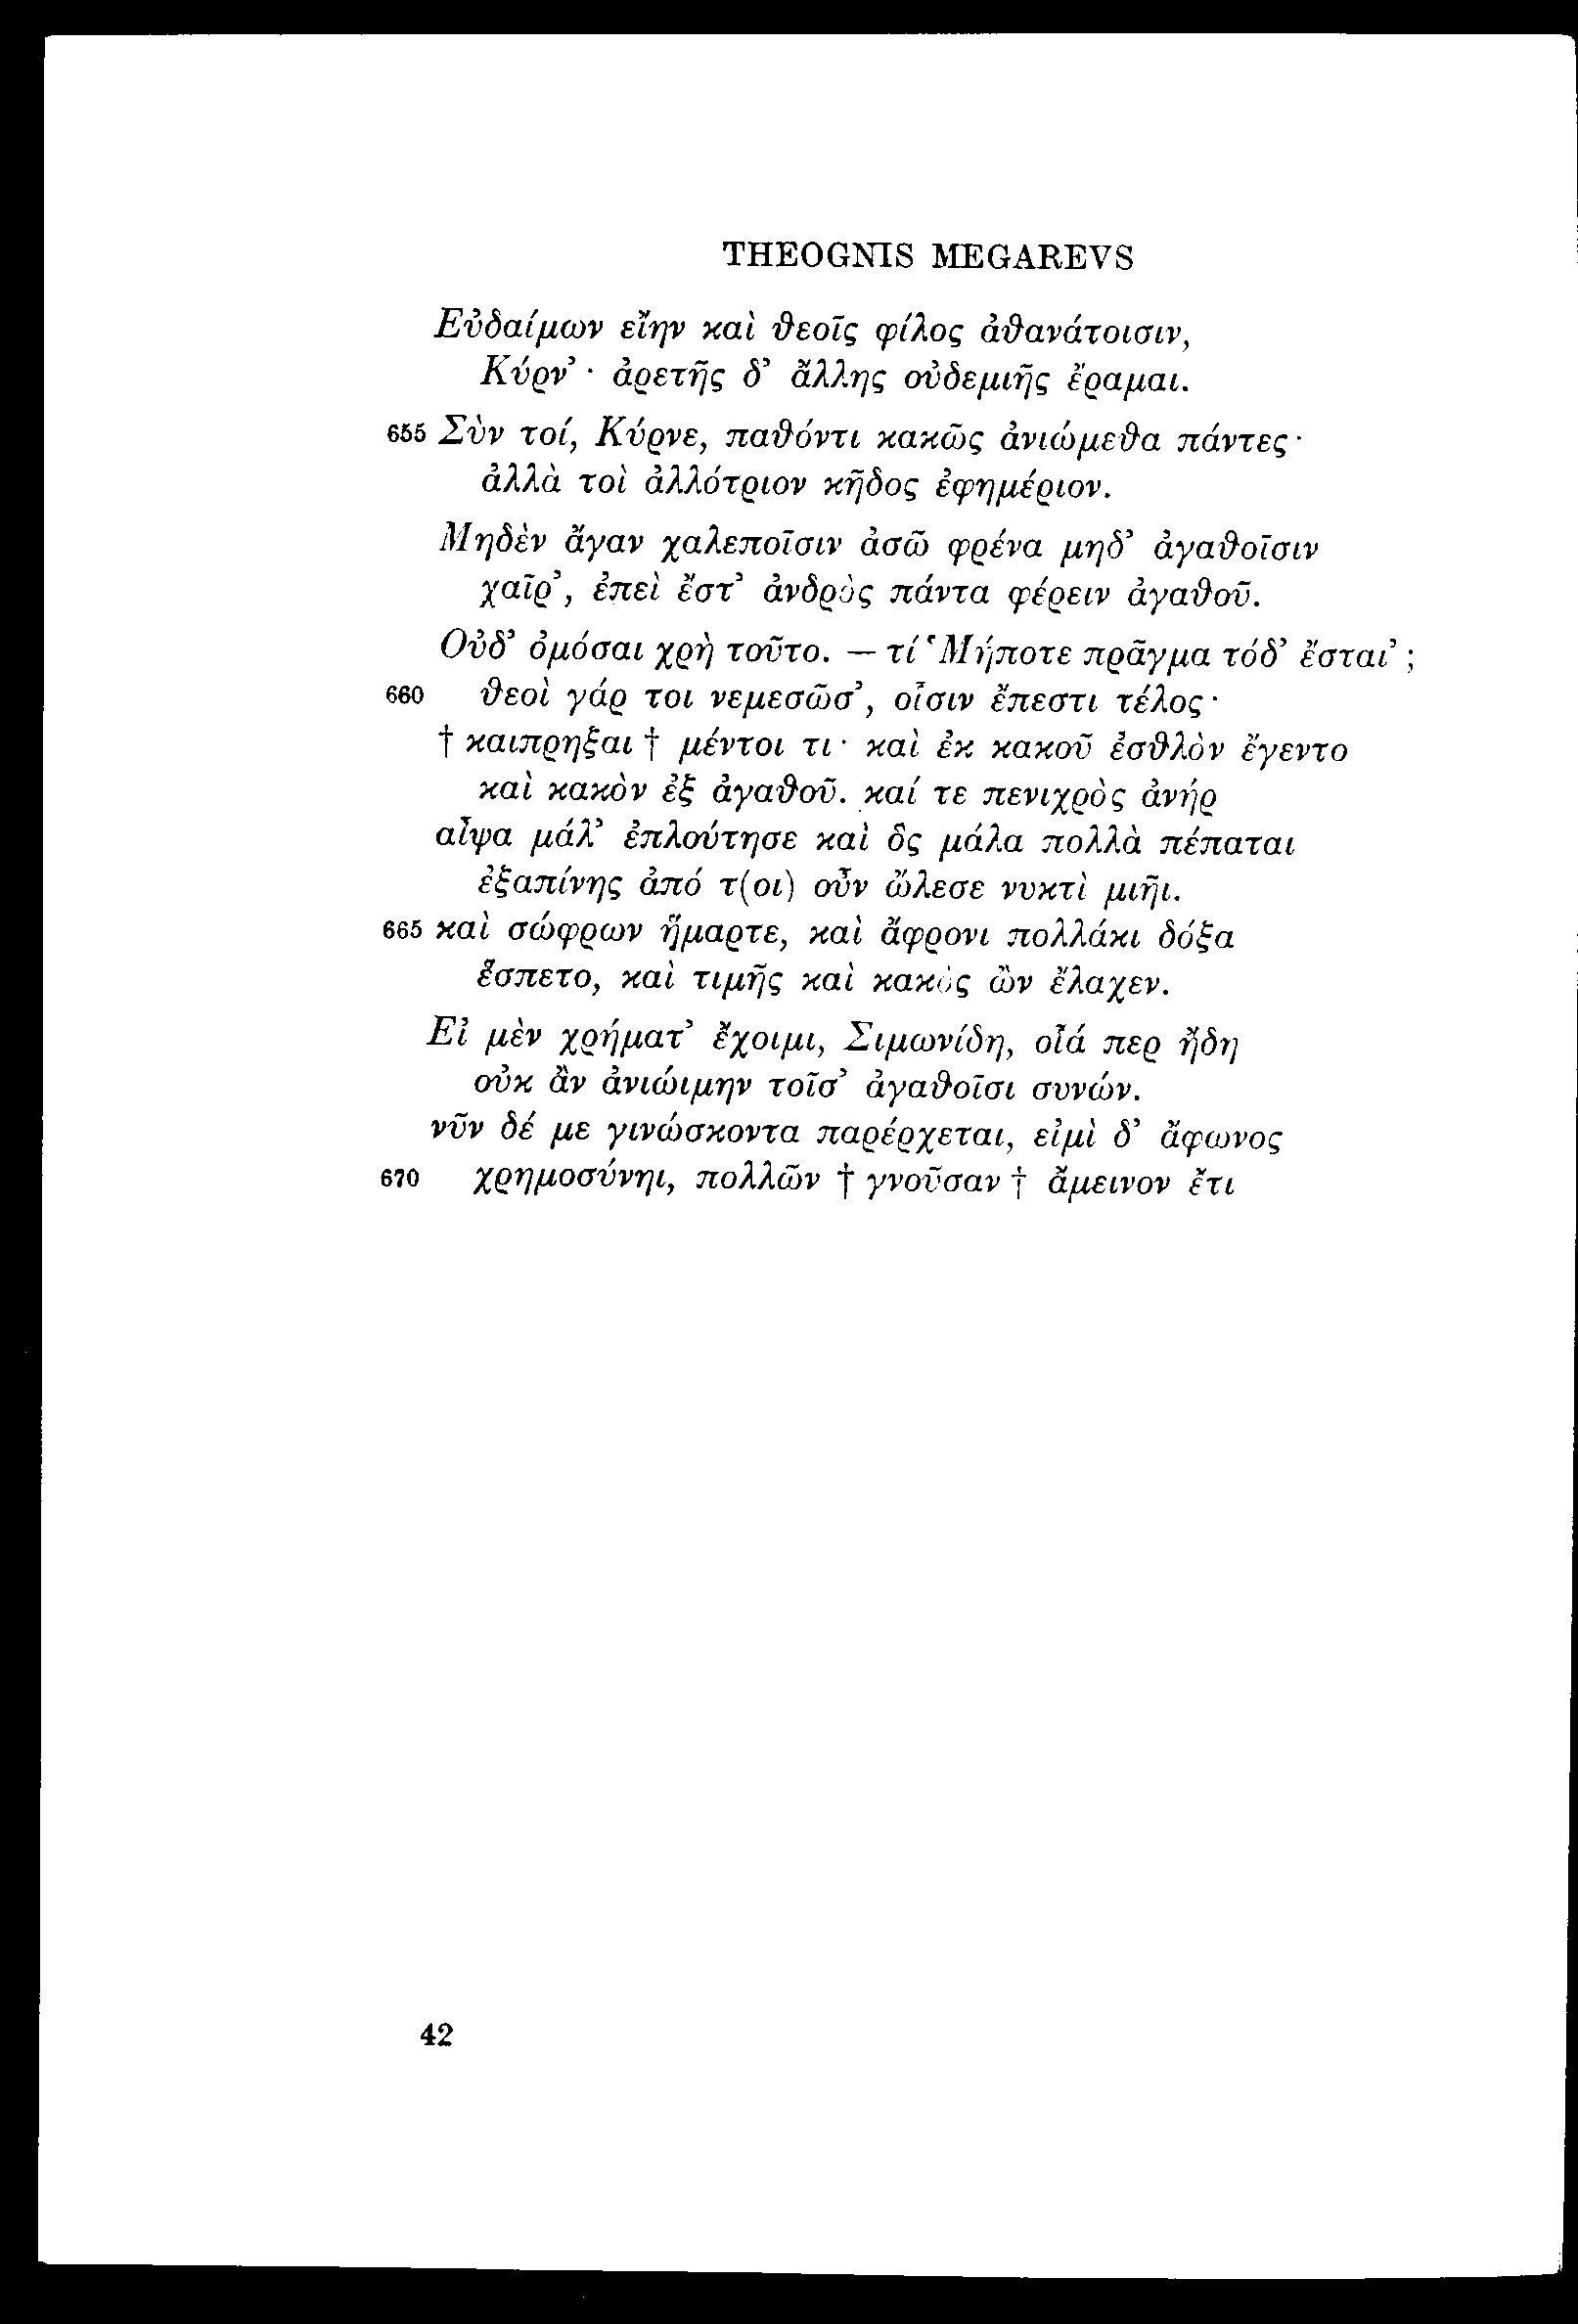 THEOGNIS MEGAREVS
Εὐδαίμων εἴην καὶ ϑεοῖς φίλος ἀϑανάτοισιν,
Κύρν’ · ἀρετῆς δ’ ἄλλης οὐδεμιῆς ἔραμαι.
655 Σύν τοί, Κύρνε, παϑόντι κακῶς ἀνιώμεϑα πάντες·
ἀλλὰ τοὶ ἀλλότριον κῆδος ἐφημέριον.
Μηδὲν ἄγαν χαλεποῖσιν ἀσῶ φρένα μηδ’ ἀγαϑοῖσιν
χαῖρ’, ἐπεὶ ἔστ’ ἀνδρὸς πάντα φέρειν ἀγαϑοῦ.
Οὐδ’ ὀμόσαι χρὴ τοῦτο. — τί ‘Μήποτε πρᾶγμα τόδ’ ἔσται’ ;
660 ϑεοὶ γάρ τοι νεμεσῶσ’, οἷσιν ἔπεστι τέλος·
† καιπρηξαι † μέντοι τι· καὶ ἐκ κακοῦ ἐσϑλὸν ἔγεντο
καὶ κακὸν ἐξ ἀγαϑοῦ. καί τε πενιχρὸς ἀνήρ
αἶψα μάλ’ ἐπλούτησε καὶ ὃς μάλα πολλὰ πέπαται
ἐξαπίνης ἀπό τ(οι) οὖν ὤλεσε νυκτὶ μιῆι.
665 καὶ σώφρων ἥμαρτε, καὶ ἄφρονι πολλάκι δόξα
ἕσπετο, καὶ τιμῆς καὶ κακὸς ὢν ἔλαχεν.
Εἰ μὲν χρήματ’ ἔχοιμι, Σιμωνίδη, οἷά περ ἤδη
οὐκ ἂν ἀνιώιμην τοῖσ’ ἀγαϑοῖσι συνών.
νῦν δέ με γινώσκοντα παρέρχεται, εἰμὶ δ’ ἄφωνος
670 χρημοσύνηι, πολλῶν † γνοῦσαν † ἄμεινον ἔτι
42